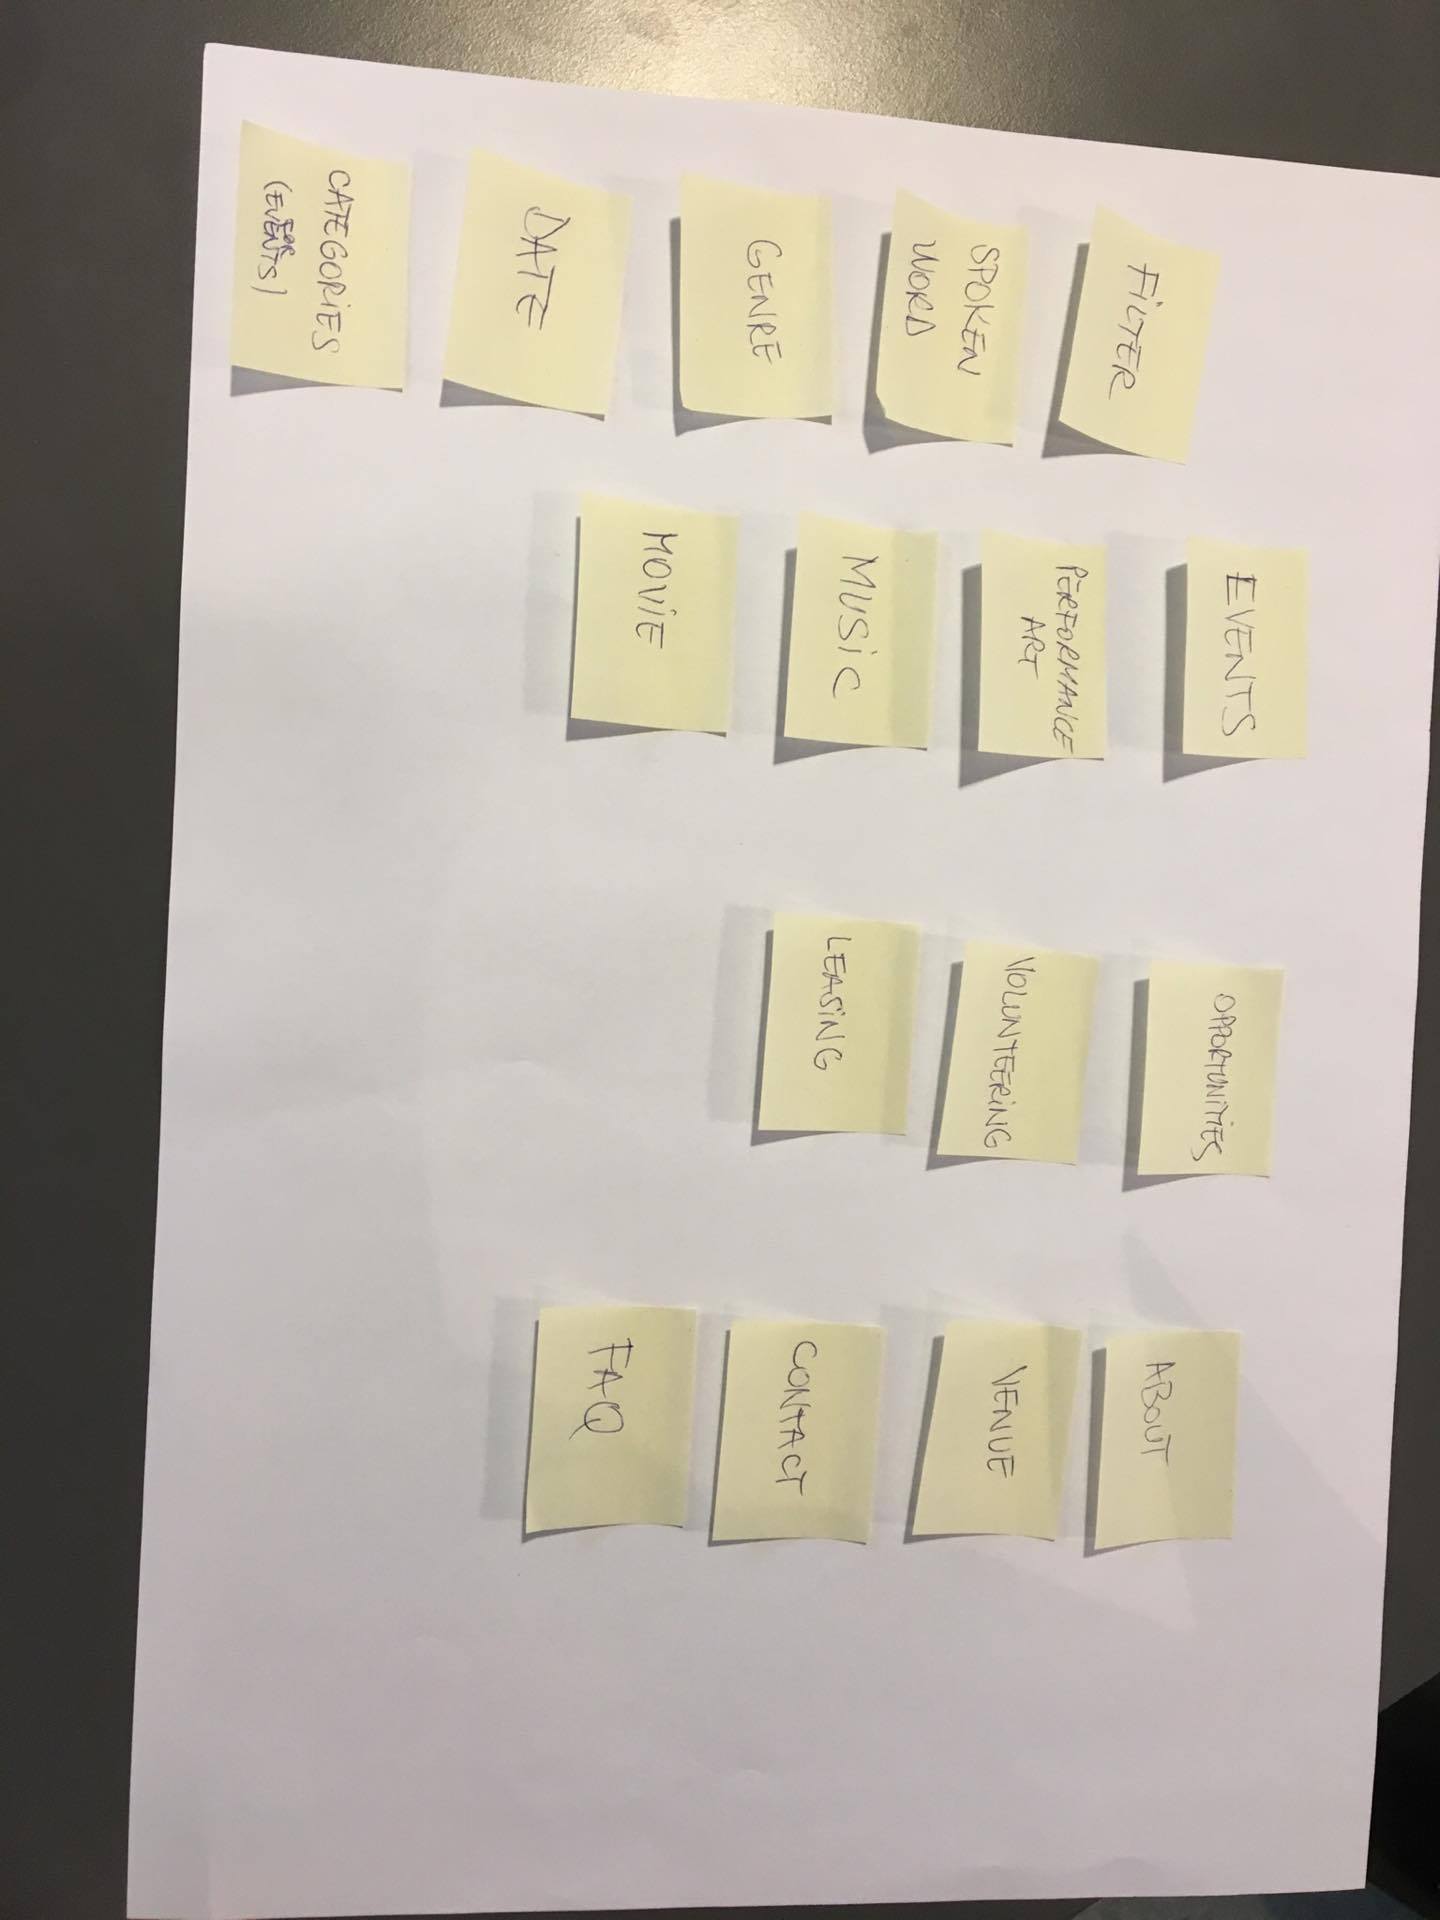 FILTER
SPOKEN
WORD
GENRE
DATE
CATEGORIES
FOR
(EVENTS)
EVENTS
PERFORMANCE
ART
MUSIC
MOVIE
OPPORTUNITIES
VOLUNTEERING
LEASING
ABOUT
VENUE
CONTACT
FAQ